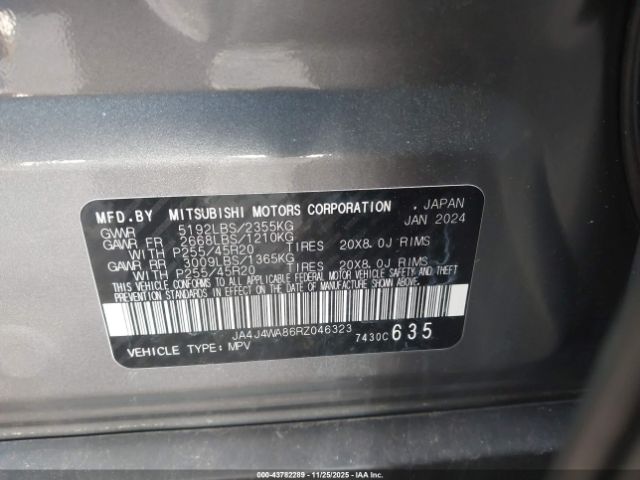 MFD.BY MITSUBISHI MOTORS CORPORATION . JAPAN
GVWR 5192LBS/2355KG JAN 2024
GAWR FR 2668LBS/1210KG
WITH P255/45R20 TIRES 20X8.0J RIMS
GAWR RR 3009LBS/1365KG
WITH P255/45R20 TIRES 20X8.0J RIMS
THIS VEHICLE CONFORMS TO ALL APPLICABLE FEDERAL MOTOR VEHICLE SAFETY AND THEFT
PREVENTION STANDARDS IN EFFECT ON THE DATE OF MANUFACTURE SHOWN ABOVE.
JA4J4WA86RZ046323 7430C 635
VEHICLE TYPE: MPV
000-43782289 - 11/25/2025 - IAAI